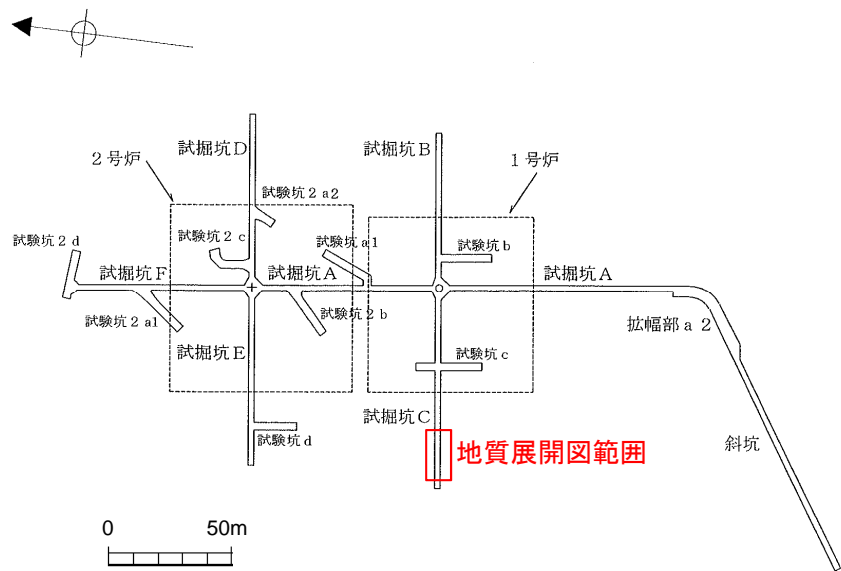 試掘坑D
試掘坑B
2号炉
1号炉
試験坑2a2
試験坑2d
試験坑2c
試験坑a1
試験坑b
試掘坑F
試掘坑A
試掘坑A
試験坑2a1
試験坑2b
拡幅部a2
試掘坑E
試験坑c
試掘坑C
試験坑d
地質展開図範囲
斜坑
0 50m